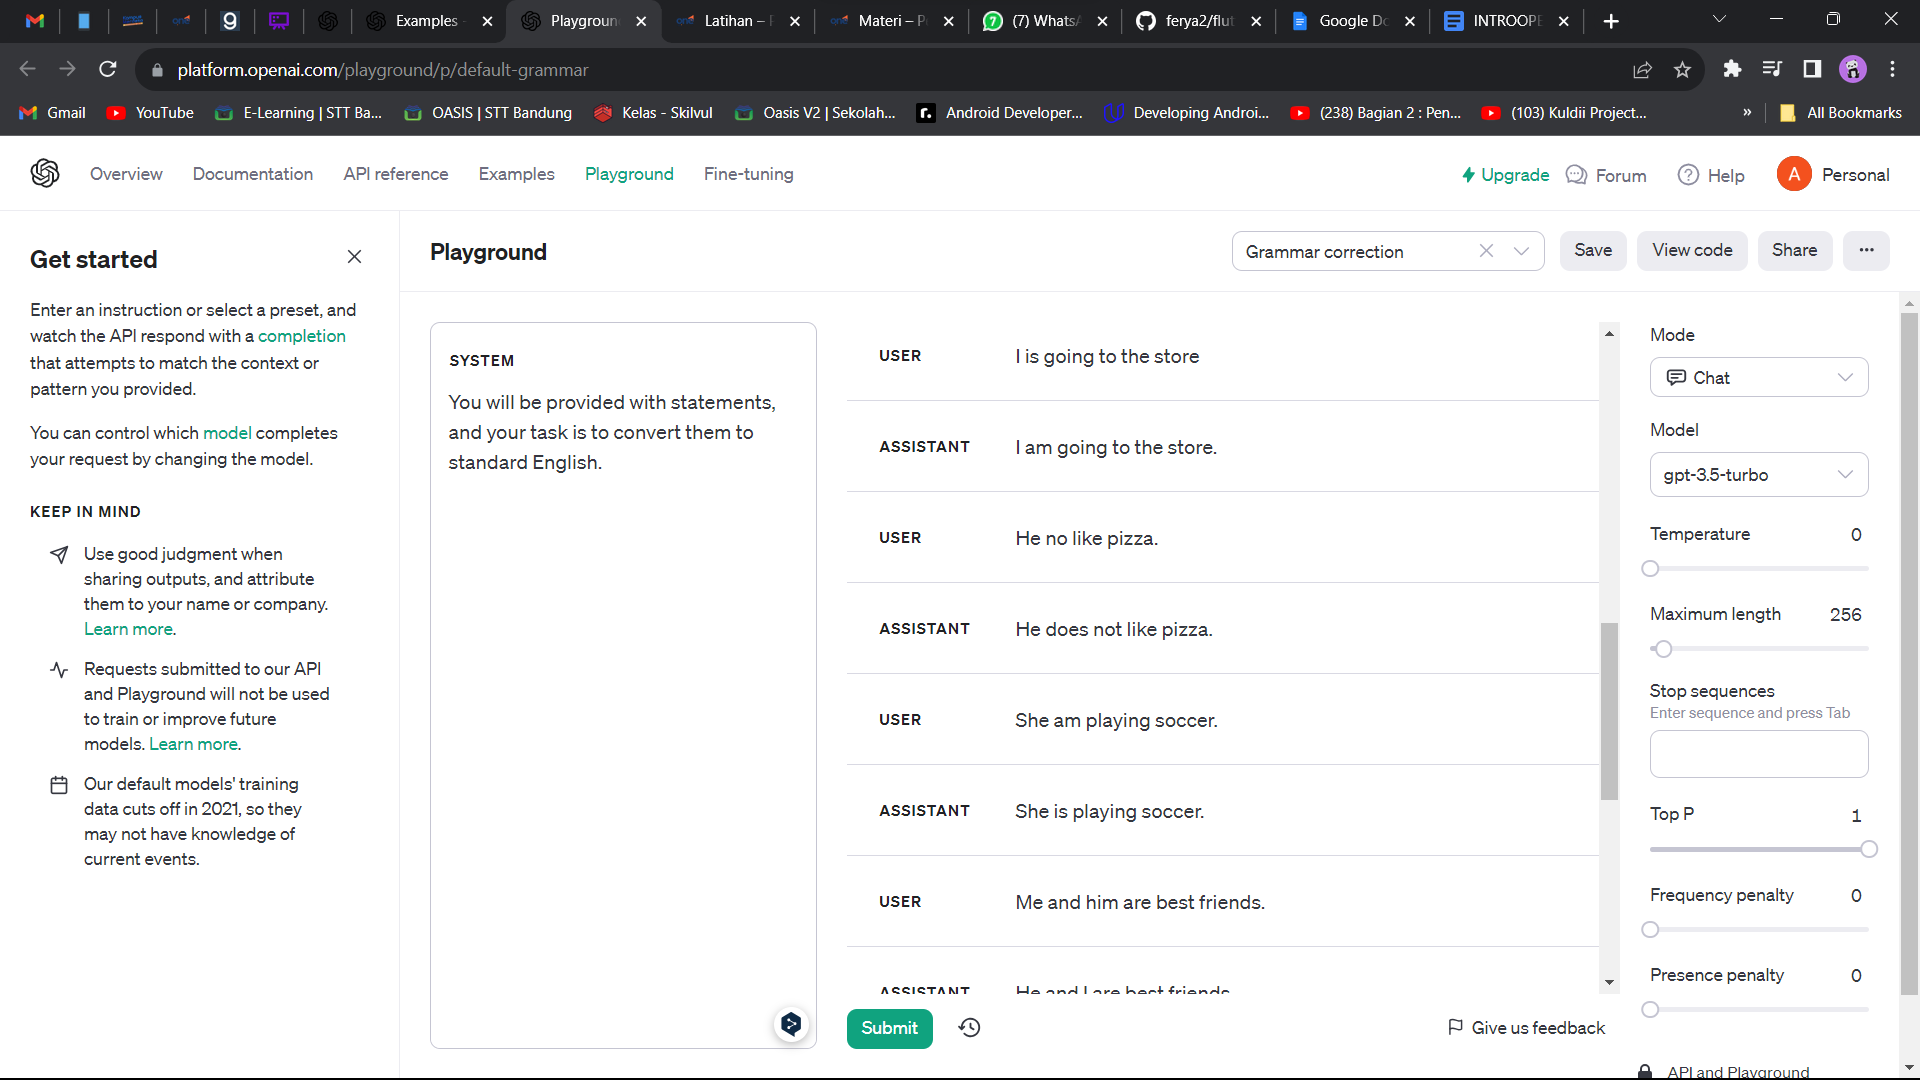 Examples -
Playground
Latihan – P
Materi – P
(7) WhatsA
ferya2/flut
Google Do
INTROOPE
platform.openai.com/playground/p/default-grammar
Gmail
YouTube
E-Learning | STT Ba...
OASIS | STT Bandung
Kelas - Skilvul
Oasis V2 | Sekolah...
Android Developer...
Developing Androi...
(238) Bagian 2 : Pen...
(103) Kuldii Project...
»
All Bookmarks
Overview
Documentation
API reference
Examples
Playground
Fine-tuning
Upgrade
Forum
Help
A
Personal
Get started
Enter an instruction or select a preset, and
watch the API respond with a completion
that attempts to match the context or
pattern you provided.
You can control which model completes
your request by changing the model.
KEEP IN MIND
Use good judgment when
sharing outputs, and attribute
them to your name or company.
Learn more.
Requests submitted to our API
and Playground will not be used
to train or improve future
models. Learn more.
Our default models' training
data cuts off in 2021, so they
may not have knowledge of
current events.
Playground
Grammar correction
Save
View code
Share
...
SYSTEM
You will be provided with statements,
and your task is to convert them to
standard English.
USER I is going to the store
ASSISTANT I am going to the store.
USER He no like pizza.
ASSISTANT He does not like pizza.
USER She am playing soccer.
ASSISTANT She is playing soccer.
USER Me and him are best friends.
ASSISTANT He and I are best friends.
Submit
Give us feedback
Mode
Chat
Model
gpt-3.5-turbo
Temperature 0
Maximum length 256
Stop sequences
Enter sequence and press Tab
Top P 1
Frequency penalty 0
Presence penalty 0
API and Playground